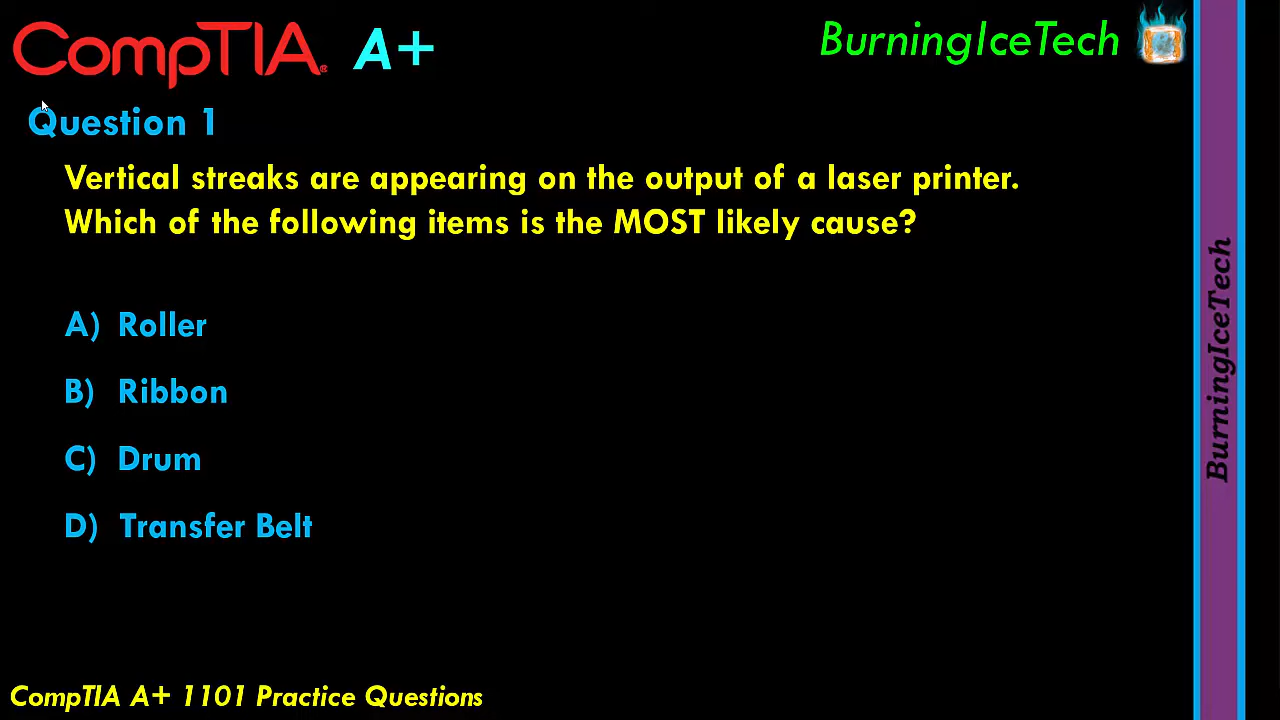 CompTIA® A+
BurningIceTech
Question 1
Vertical streaks are appearing on the output of a laser printer.
Which of the following items is the MOST likely cause?
A) Roller
B) Ribbon
C) Drum
D) Transfer Belt
BurningIceTech
CompTIA A+ 1101 Practice Questions